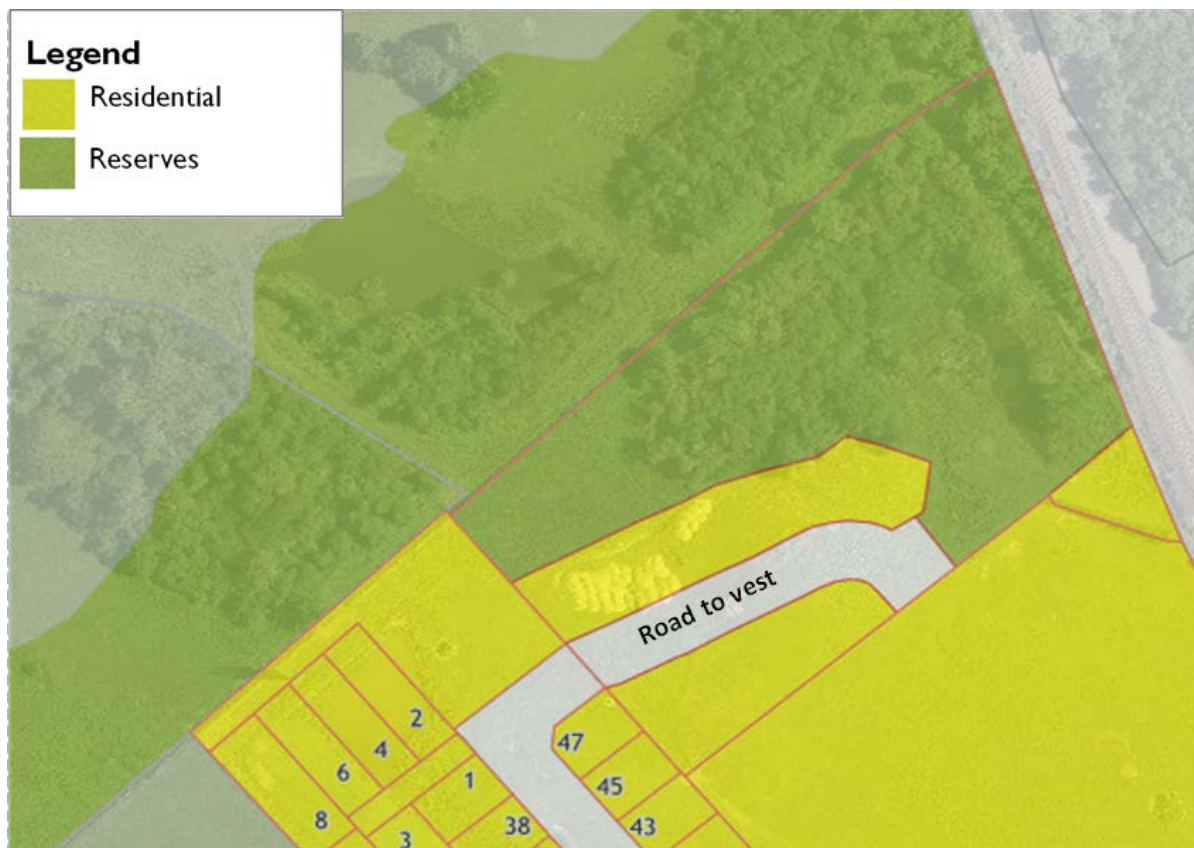 Legend
Residential
Reserves
Road to vest
2
4
6
8
1
3
38
47
45
43